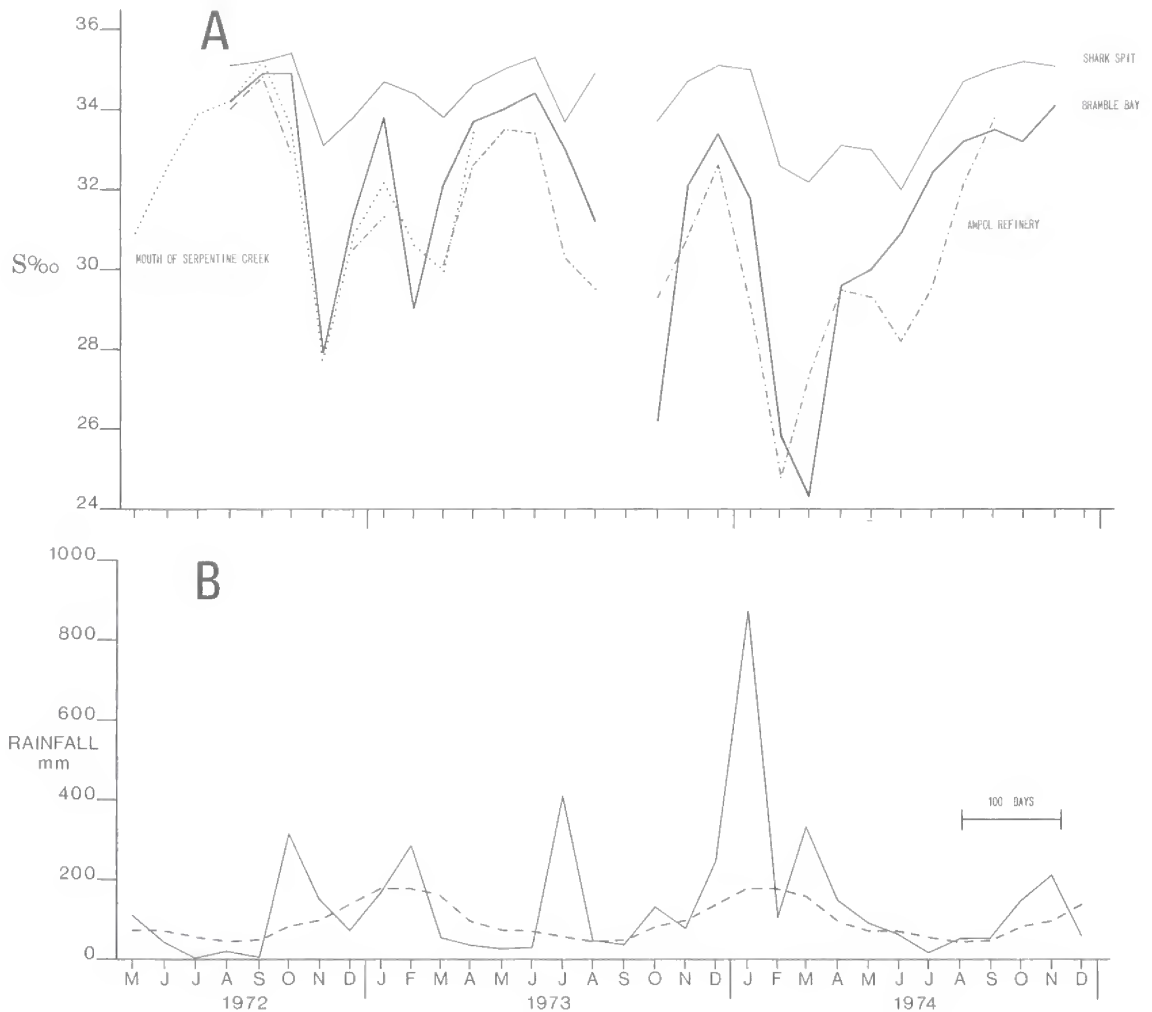 A
36
34
32
30
28
26
24
S‰
SHARK SPIT
BRAMBLE BAY
AMPOL REFINERY
MOUTH OF SERPENTINE CREEK
B
1000
800
600
400
200
0
RAINFALL
mm
100 DAYS
M J J A S O N D J F M A M J J A S O N D J F M A M J J A S O N D
1972 1973 1974